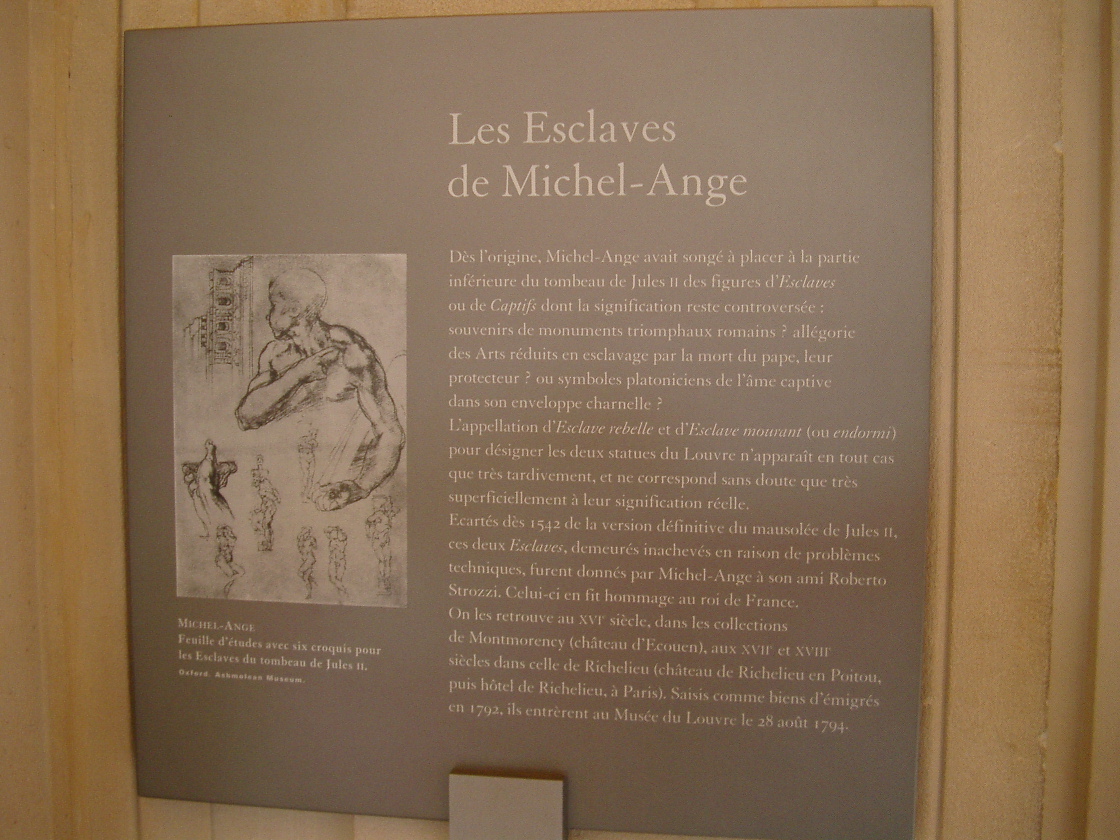 Les Esclaves
de Michel-Ange
Dès l'origine, Michel-Ange avait songé à placer à la partie
inférieure du tombeau de Jules II des figures d'Esclaves
ou de Captifs dont la signification reste controversée :
souvenirs de monuments triomphaux romains ? allégorie
des Arts réduits en esclavage par la mort du pape, leur
protecteur ? ou symboles platoniciens de l'âme captive
dans son enveloppe charnelle ?
L'appellation d'Esclave rebelle et d'Esclave mourant (ou endormi)
pour désigner les deux statues du Louvre n'apparaît en tout cas
que très tardivement, et ne correspond sans doute que très
superficiellement à leur signification réelle.
Ecartés dès 1542 de la version définitive du mausolée de Jules II,
ces deux Esclaves, demeurés inachevés en raison de problèmes
techniques, furent donnés par Michel-Ange à son ami Roberto
Strozzi. Celui-ci en fit hommage au roi de France.
On les retrouve au XVIe siècle, dans les collections
de Montmorency (château d'Ecouen), aux XVIIe et XVIIIe
siècles dans celle de Richelieu (château de Richelieu en Poitou,
puis hôtel de Richelieu, à Paris). Saisis comme biens d'émigrés
en 1792, ils entrèrent au Musée du Louvre le 28 août 1794.
MICHEL-ANGE
Feuille d'études avec six croquis pour
les Esclaves du tombeau de Jules II.
Oxford. Ashmolean Museum.